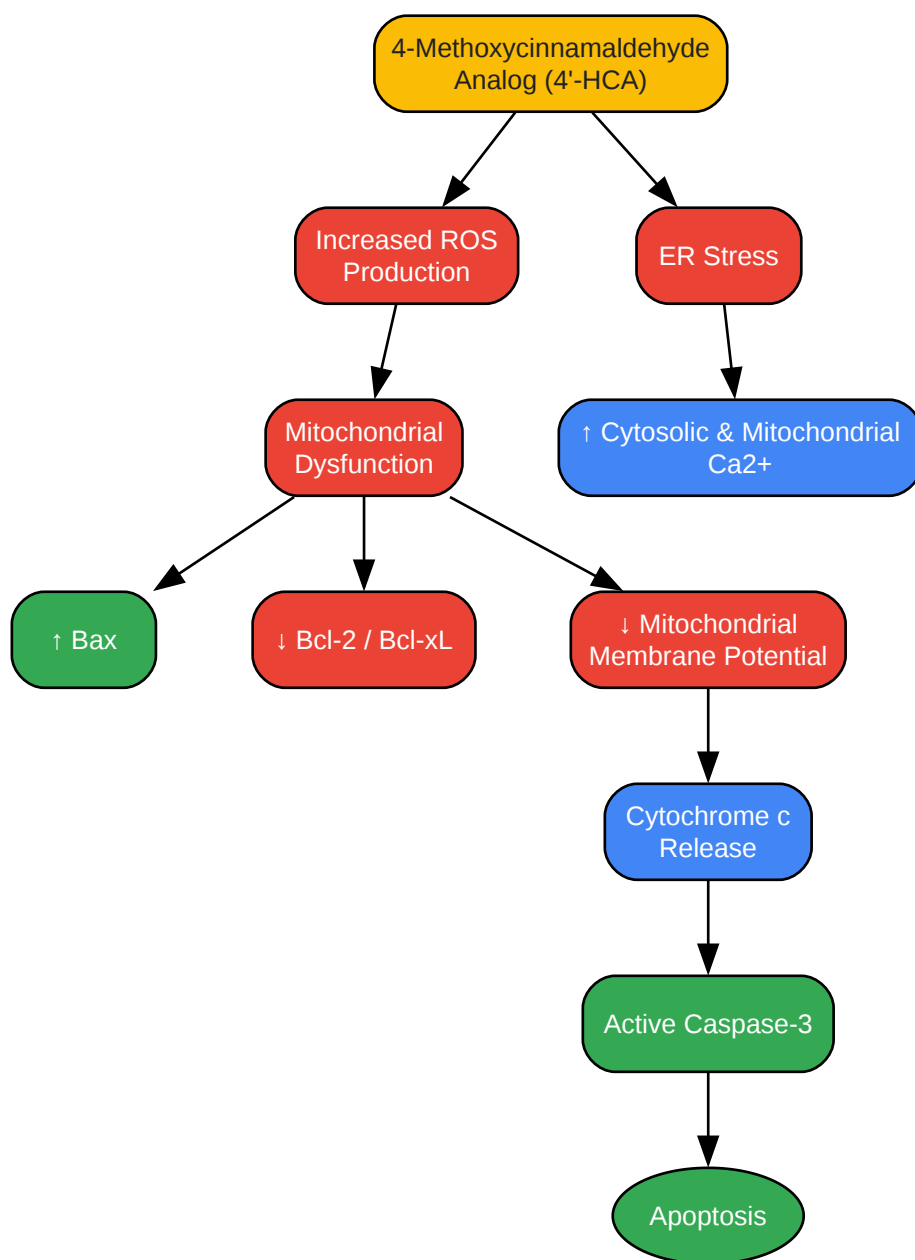 4-Methoxycinnamaldehyde
Analog (4'-HCA)
Increased ROS
Production
ER Stress
Mitochondrial
Dysfunction
↑ Cytosolic & Mitochondrial
Ca2+
↑ Bax
↓ Bcl-2 / Bcl-xL
↓ Mitochondrial
Membrane Potential
Cytochrome c
Release
Active Caspase-3
Apoptosis